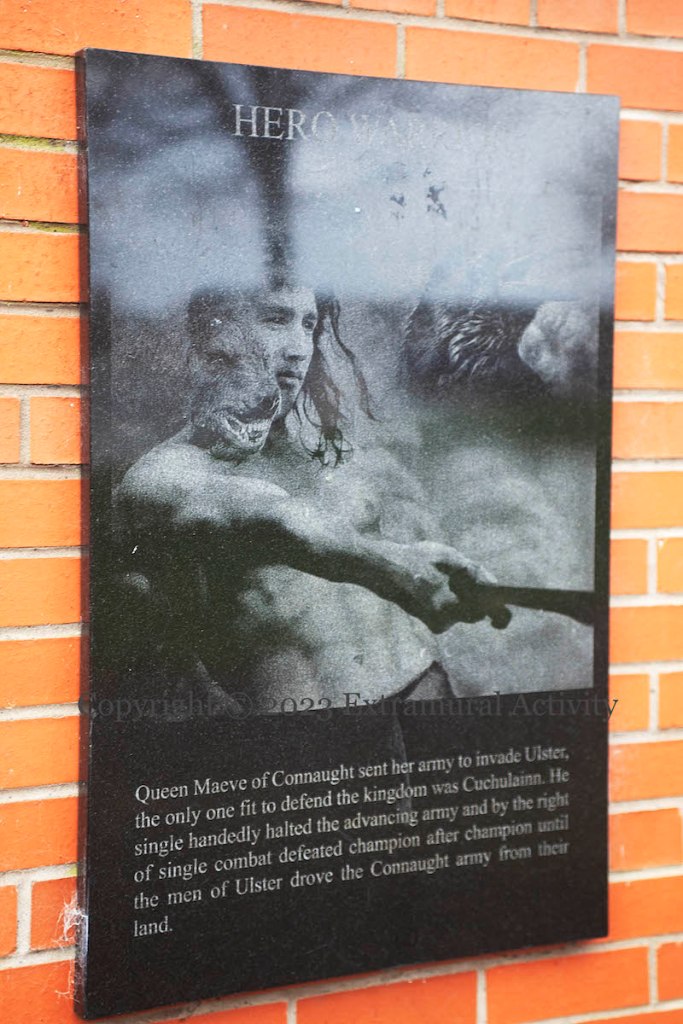 HERO
Copyright © 2023 Extramural Activity
Queen Maeve of Connaught sent her army to invade Ulster,
the only one fit to defend the kingdom was Cuchulainn. He
single handedly halted the advancing army and by the right
of single combat defeated champion after champion until
the men of Ulster drove the Connaught army from their
land.